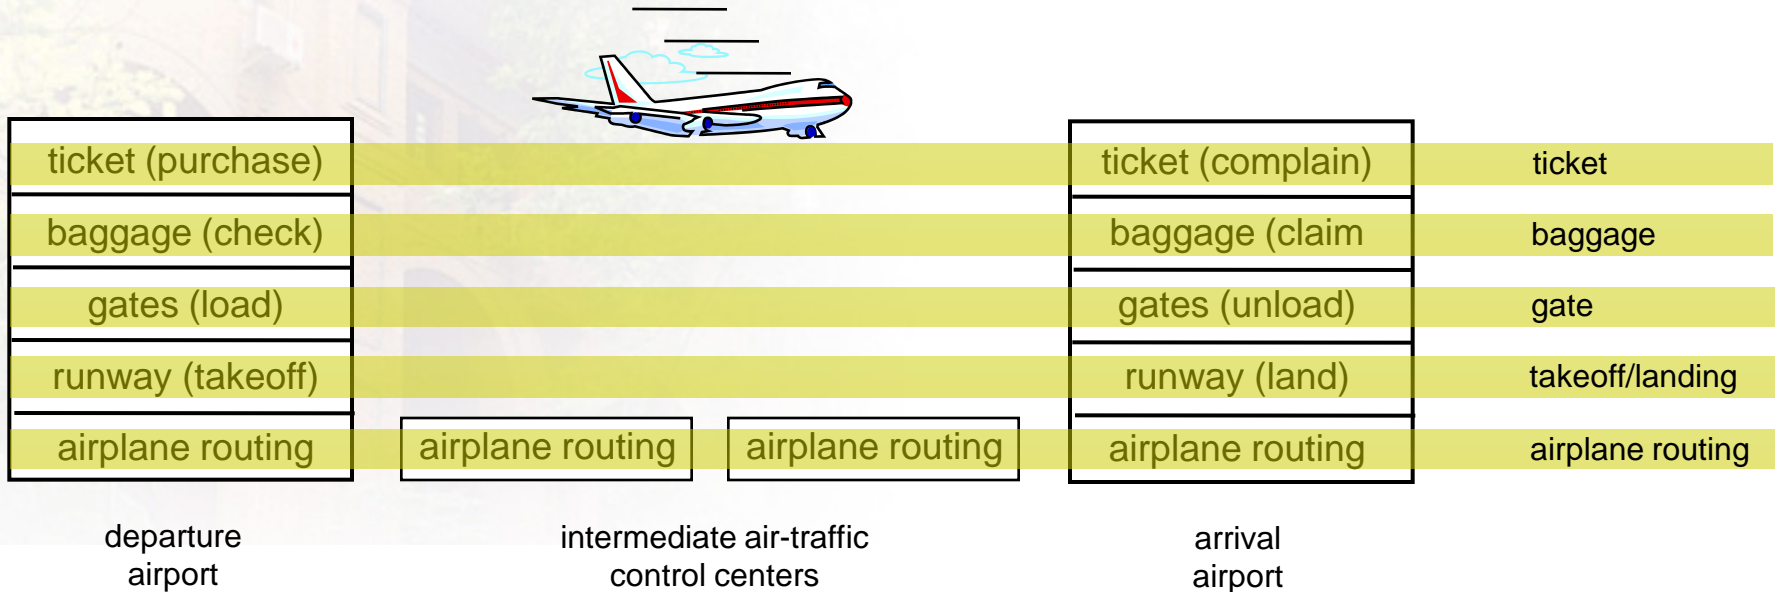 ticket (purchase) ticket (complain) ticket
baggage (check) baggage (claim baggage
gates (load) gates (unload) gate
runway (takeoff) runway (land) takeoff/landing
airplane routing airplane routing airplane routing airplane routing airplane routing
departure
airport
intermediate air-traffic
control centers
arrival
airport